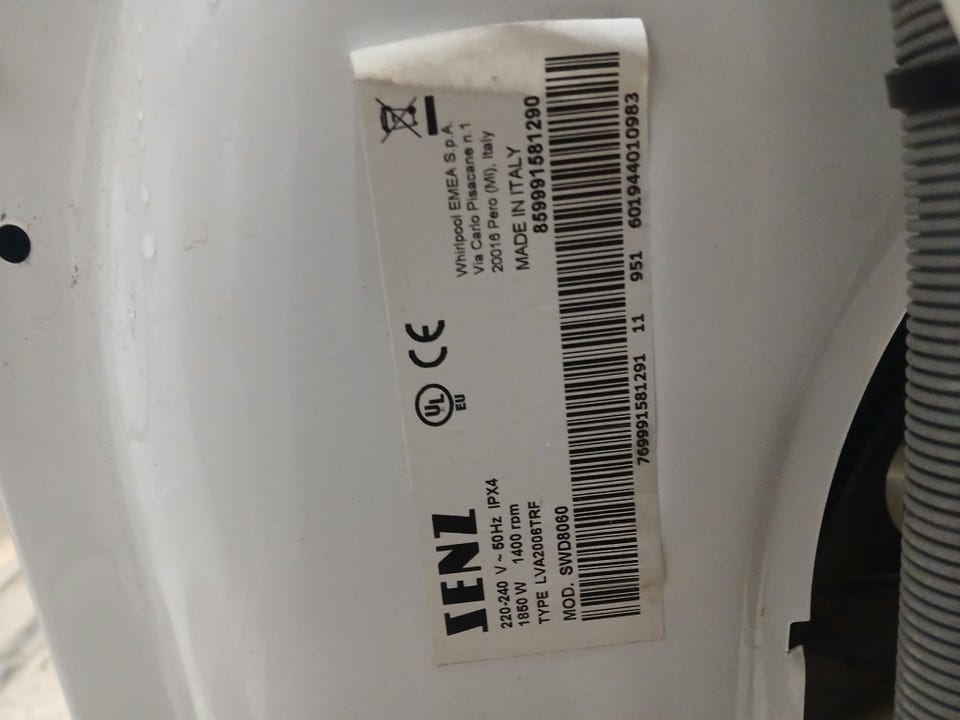 SENZ
220-240 V ~ 50Hz IPX4
1850 W 1400 rpm
TYPE LVA2006TRF
MOD. SWD8060
UL
EU
CE
Whirlpool EMEA S.p.A.
Via Carlo Pisacane n.1
20016 Pero (MI), Italy
MADE IN ITALY
859991581290
769991581291 11 951 601944010983